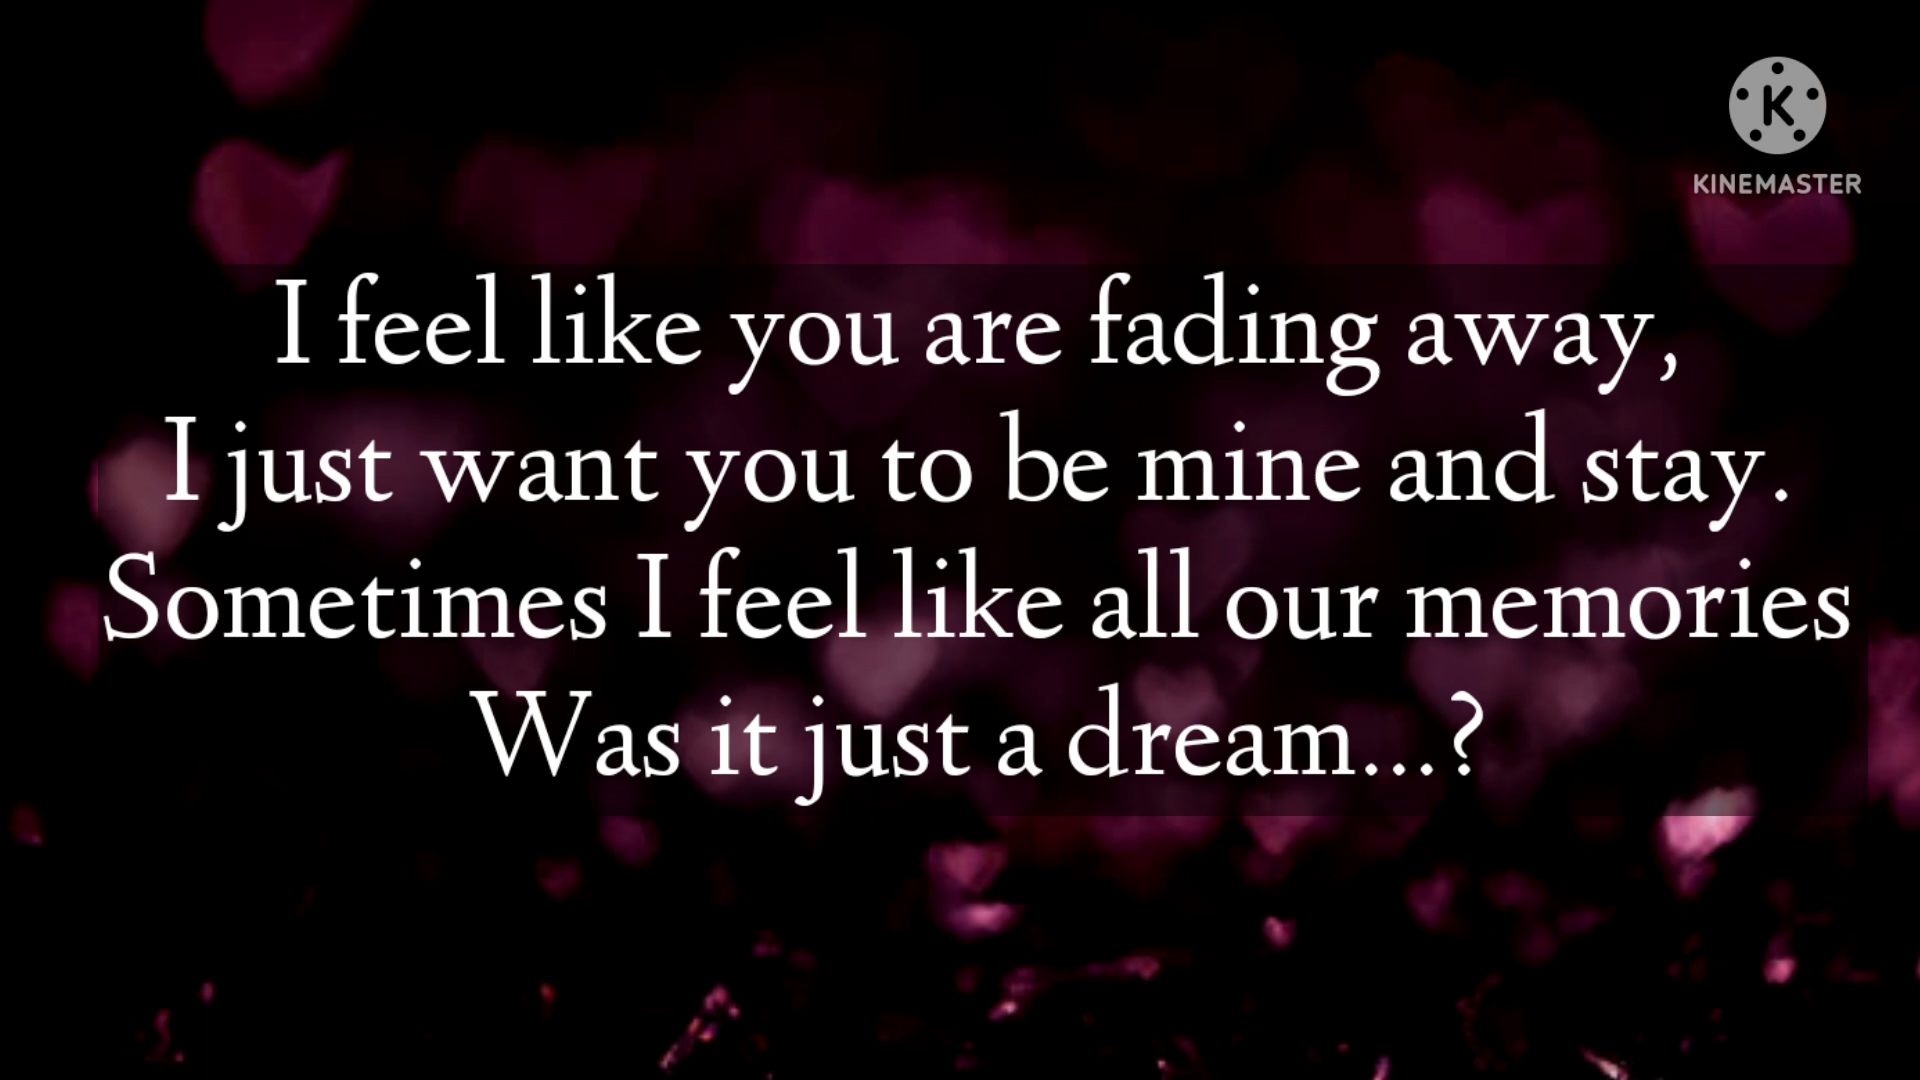 K
KINEMASTER
I feel like you are fading away,
I just want you to be mine and stay.
Sometimes I feel like all our memories
Was it just a dream...?